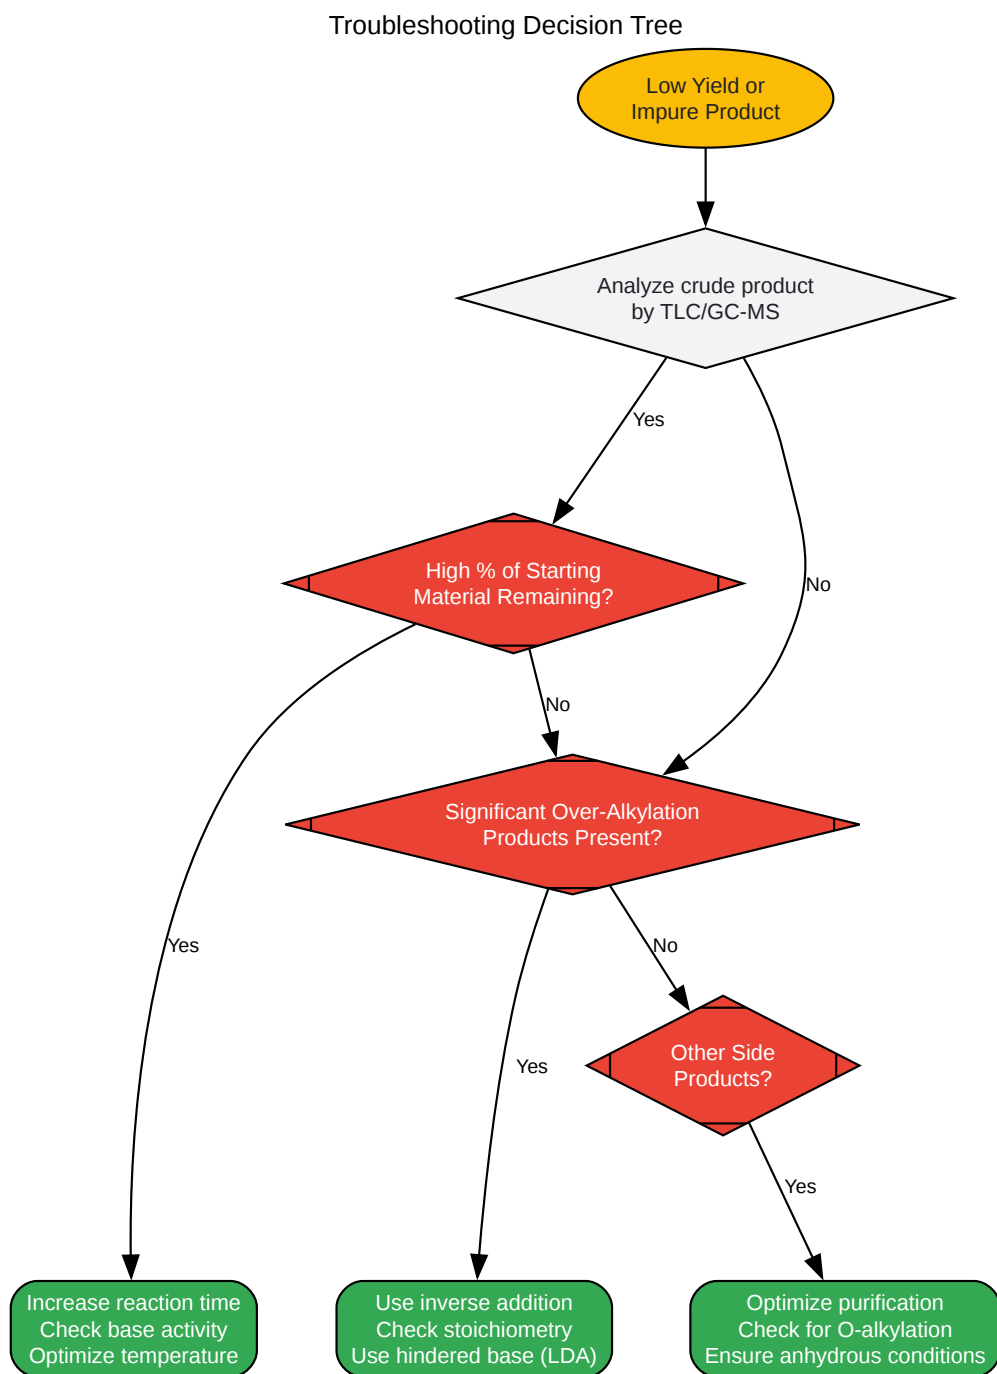 Troubleshooting Decision Tree
Low Yield or
Impure Product
Analyze crude product
by TLC/GC-MS
Yes
No
High % of Starting
Material Remaining?
No
Yes
Significant Over-Alkylation
Products Present?
No
Yes
Other Side
Products?
Yes
Increase reaction time
Check base activity
Optimize temperature
Use inverse addition
Check stoichiometry
Use hindered base (LDA)
Optimize purification
Check for O-alkylation
Ensure anhydrous conditions